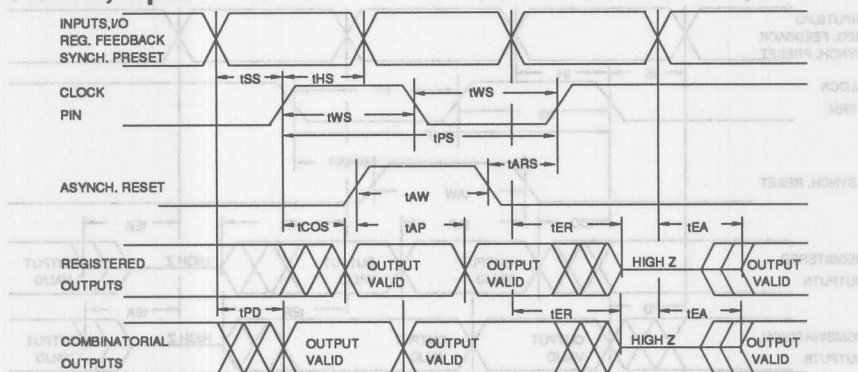 INPUTS,I/O
REG. FEEDBACK
SYNCH. PRESET
tSS tHS
CLOCK tWS
PIN tWS
tPS
tARS
ASYNCH. RESET tAW
tCOS tAP tER tEA
REGISTERED OUTPUT OUTPUT HIGH Z OUTPUT
OUTPUTS VALID VALID VALID
tPD tER tEA
COMBINATORIAL OUTPUT OUTPUT HIGH Z OUTPUT
OUTPUTS VALID VALID VALID